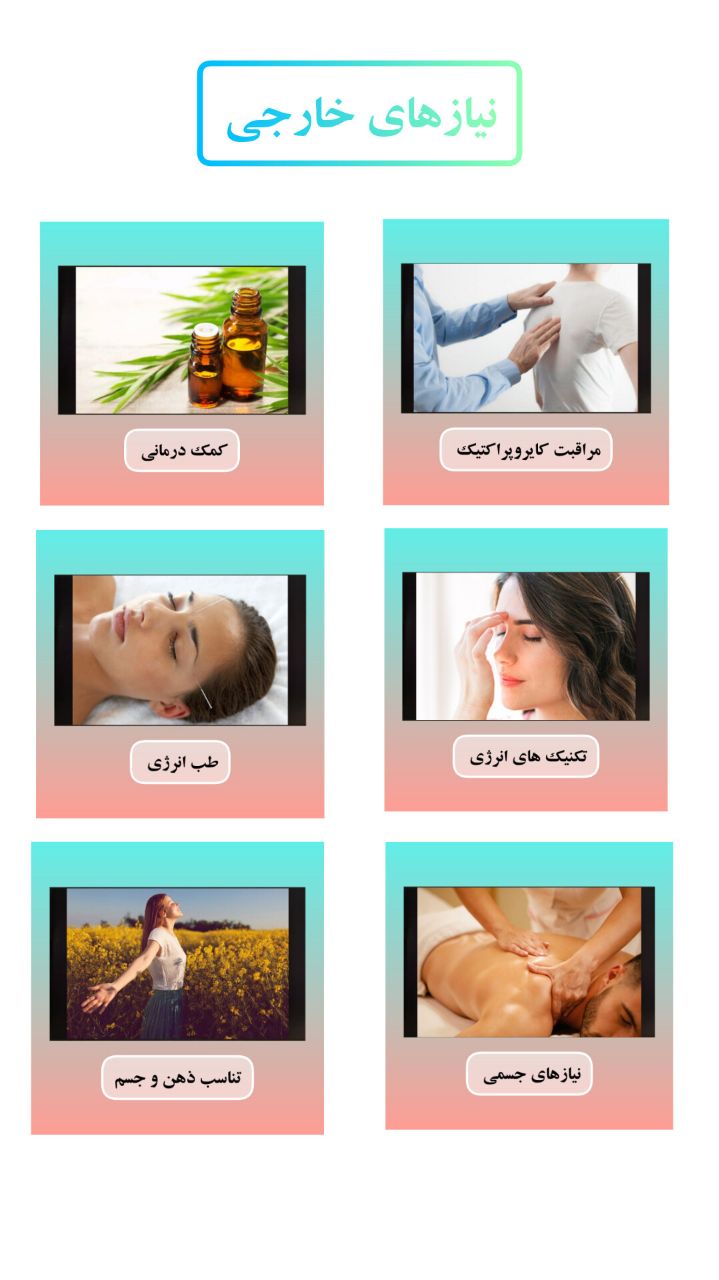 نیازهای خارجی
مراقبت کایروپراکتیک
کمک درمانی
تکنیک های انرژی
طب انرژی
نیازهای جسمی
تناسب ذهن و جسم